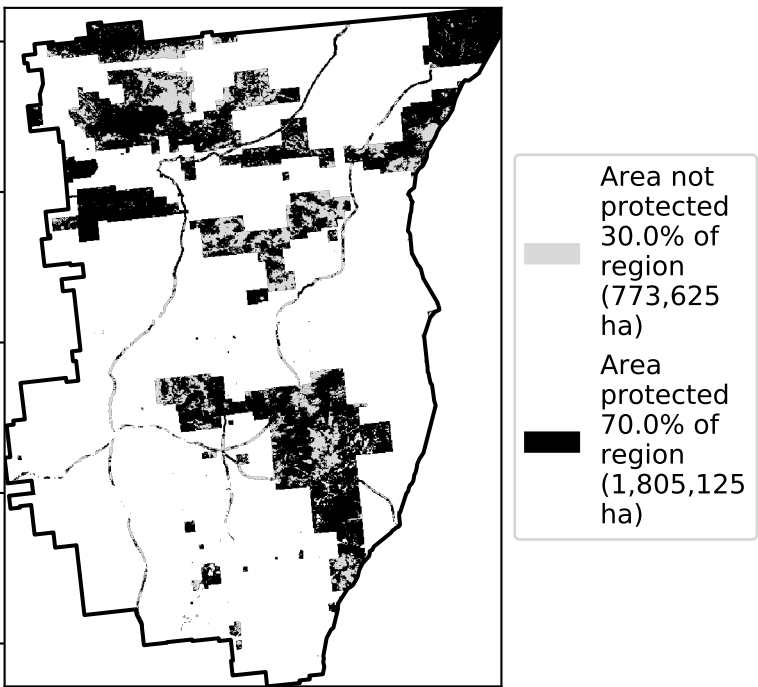 Area not
protected
30.0% of
region
(773,625
ha)
Area
protected
70.0% of
region
(1,805,125
ha)